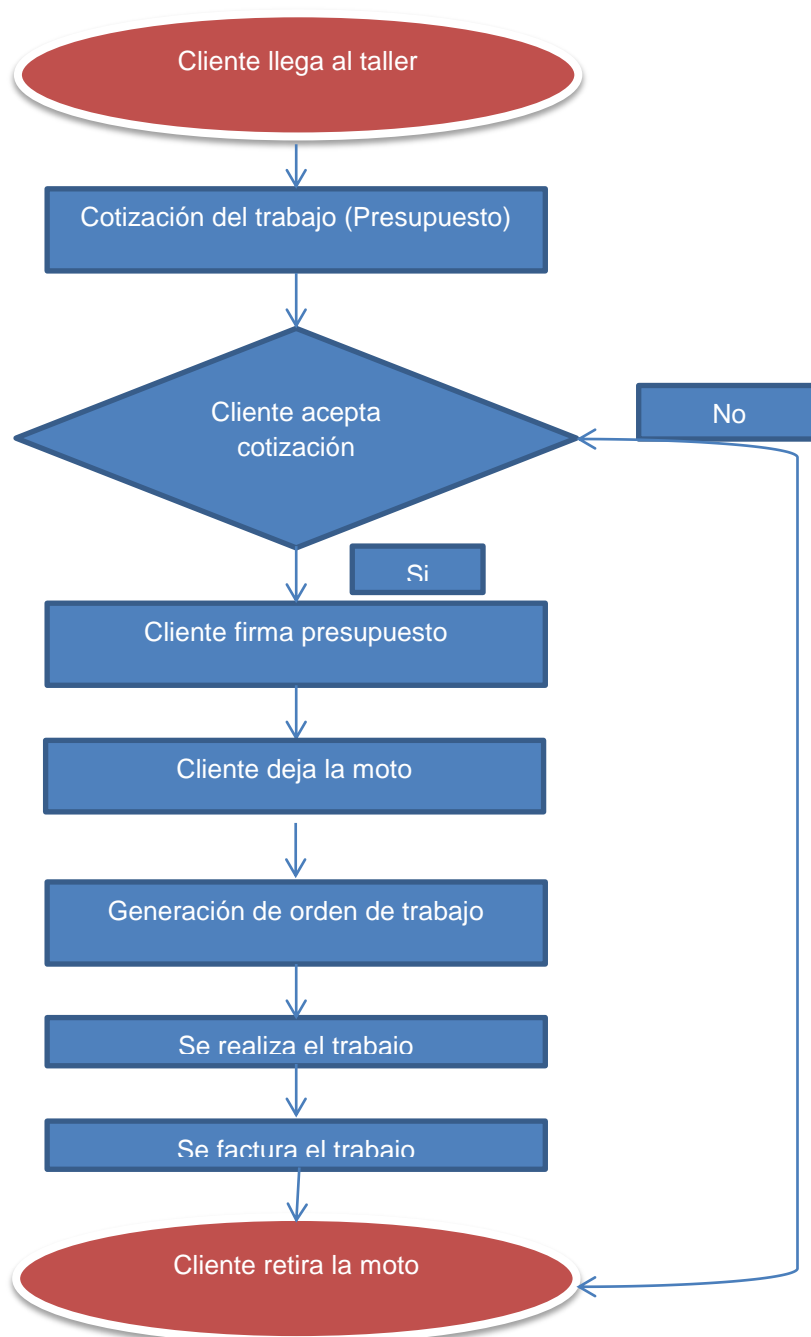 Cliente llega al taller
Cotización del trabajo (Presupuesto)
Cliente acepta
cotización
No
Si
Cliente firma presupuesto
Cliente deja la moto
Generación de orden de trabajo
Se realiza el trabajo
Se factura el trabajo
Cliente retira la moto